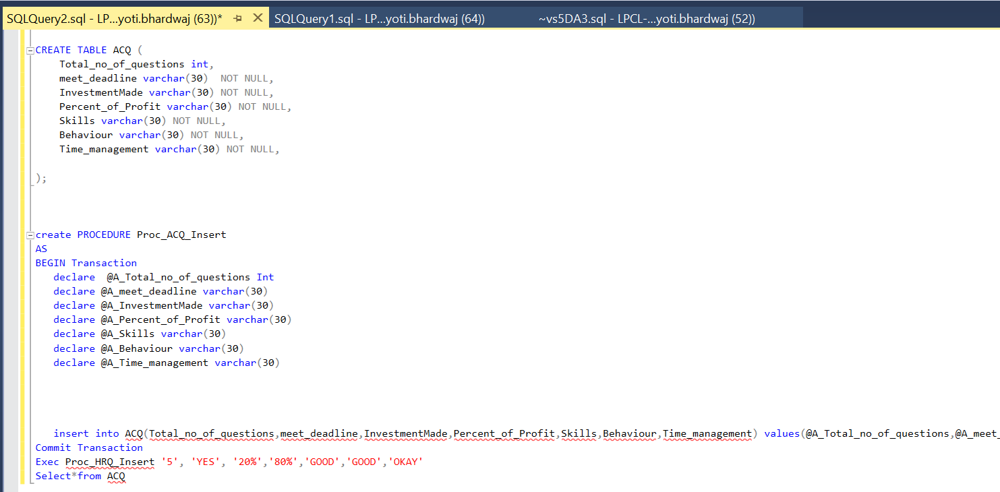 SQLQuery2.sql - LP...yoti.bhardwaj (63))* SQLQuery1.sql - LP...yoti.bhardwaj (64)) ~vs5DA3.sql - LPCL-...yoti.bhardwaj (52))
CREATE TABLE ACQ (
Total_no_of_questions int,
meet_deadline varchar(30)  NOT NULL,
InvestmentMade varchar(30) NOT NULL,
Percent_of_Profit varchar(30) NOT NULL,
Skills varchar(30) NOT NULL,
Behaviour varchar(30) NOT NULL,
Time_management varchar(30) NOT NULL,
);
create PROCEDURE Proc_ACQ_Insert
AS
BEGIN Transaction
declare  @A_Total_no_of_questions Int
declare @A_meet_deadline varchar(30)
declare @A_InvestmentMade varchar(30)
declare @A_Percent_of_Profit varchar(30)
declare @A_Skills varchar(30)
declare @A_Behaviour varchar(30)
declare @A_Time_management varchar(30)
insert into ACQ(Total_no_of_questions,meet_deadline,InvestmentMade,Percent_of_Profit,Skills,Behaviour,Time_management) values(@A_Total_no_of_questions,@A_meet_
Commit Transaction
Exec Proc_HRQ_Insert '5', 'YES', '20%','80%','GOOD','GOOD','OKAY'
Select*from ACQ